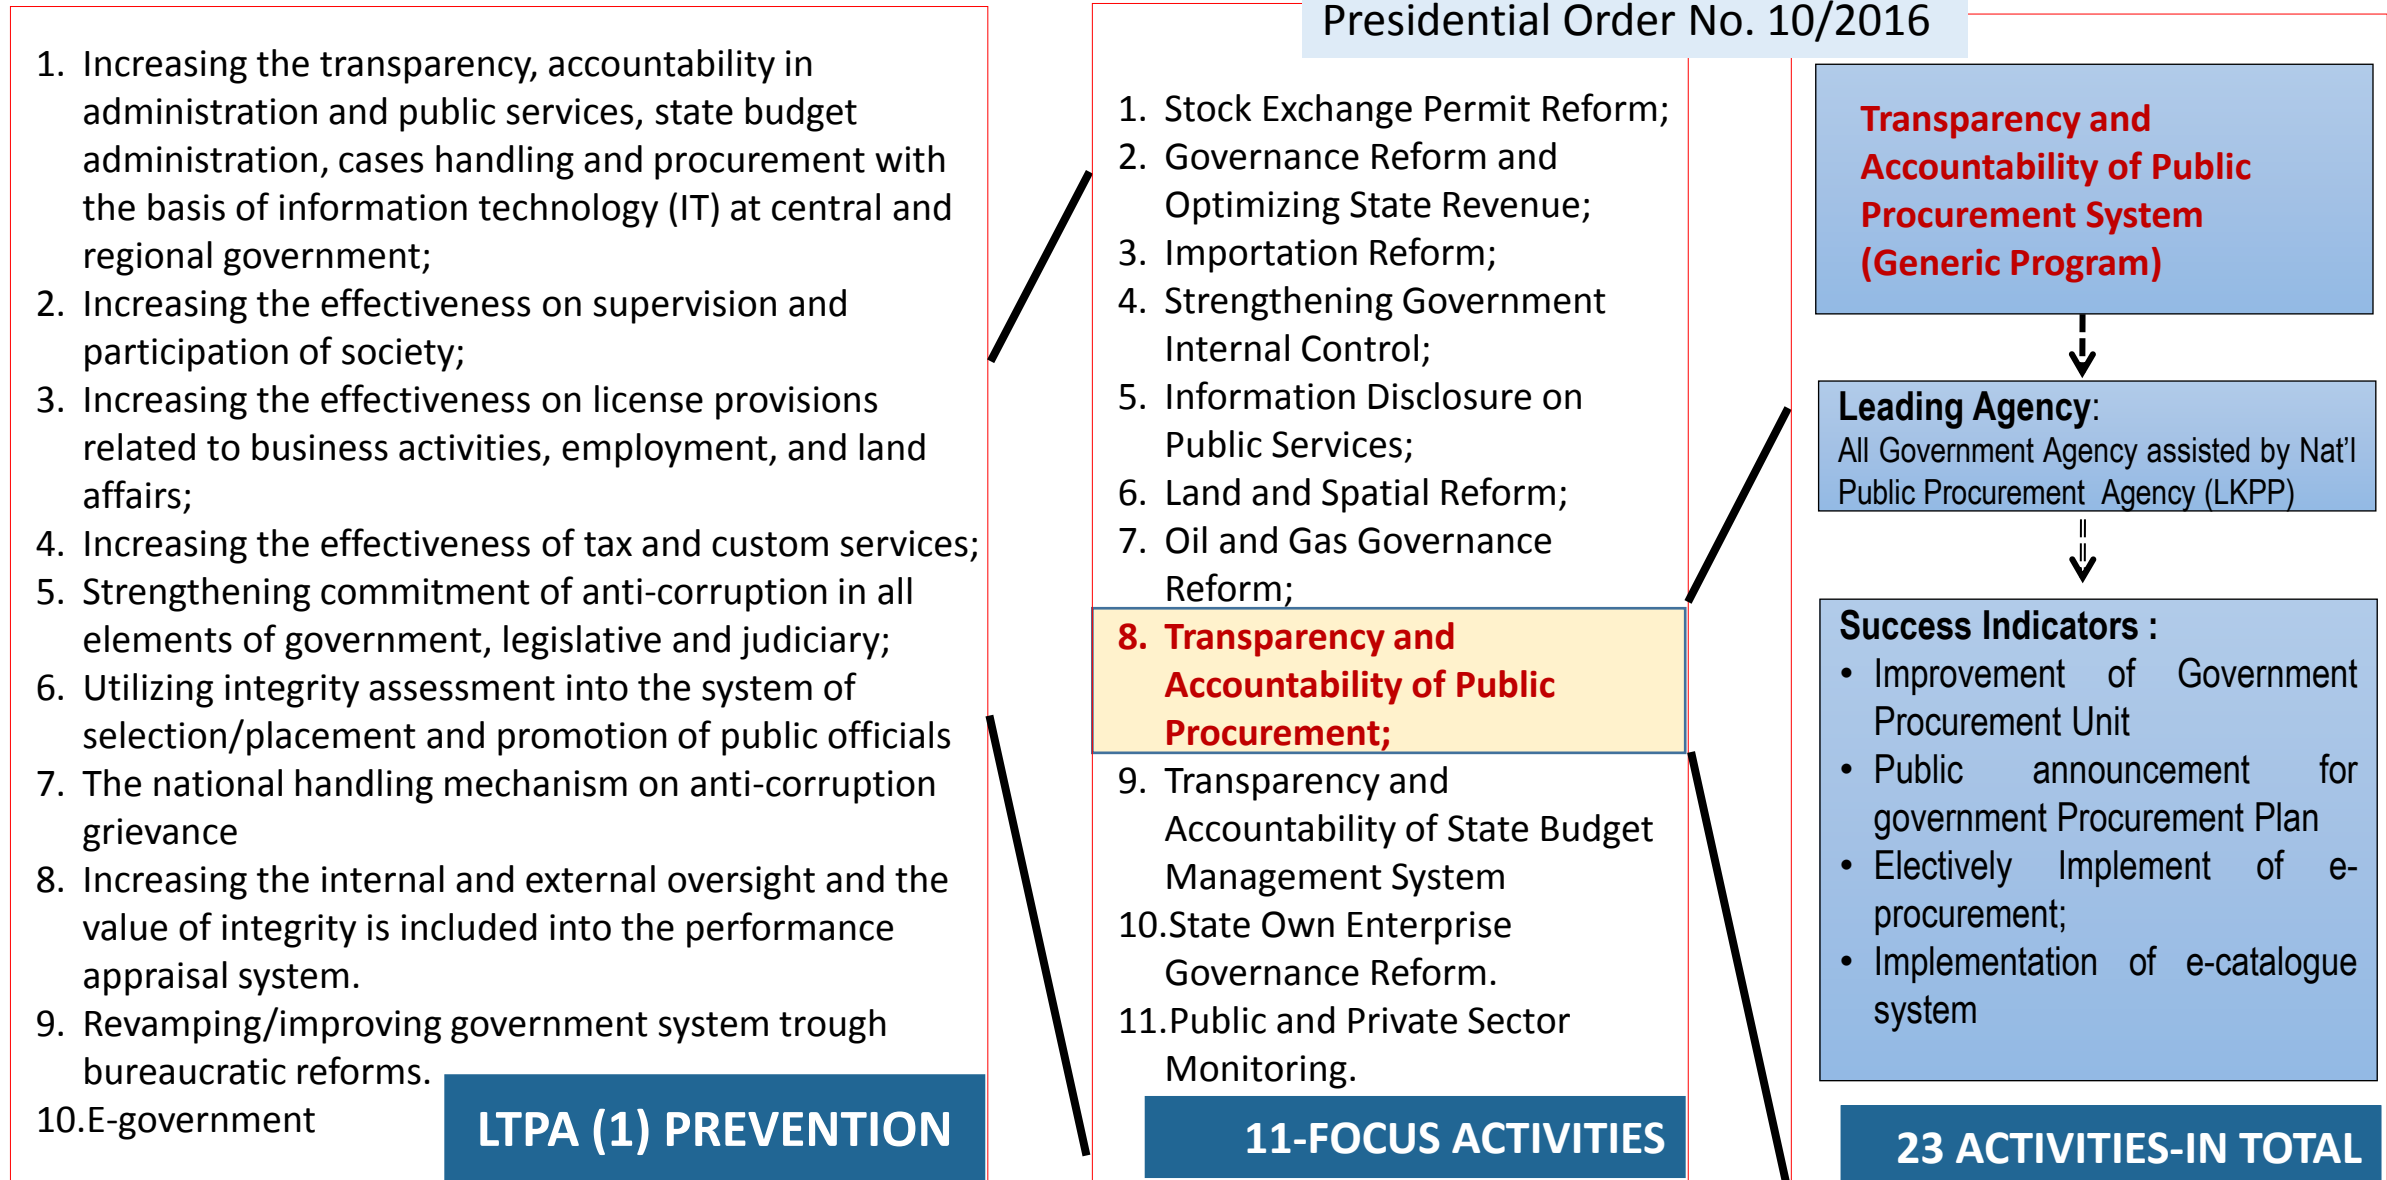 Presidential Order No. 10/2016
1. Increasing the transparency, accountability in
administration and public services, state budget
administration, cases handling and procurement with
the basis of information technology (IT) at central and
regional government;
2. Increasing the effectiveness on supervision and
participation of society;
3. Increasing the effectiveness on license provisions
related to business activities, employment, and land
affairs;
4. Increasing the effectiveness of tax and custom services;
5. Strengthening commitment of anti-corruption in all
elements of government, legislative and judiciary;
6. Utilizing integrity assessment into the system of
selection/placement and promotion of public officials
7. The national handling mechanism on anti-corruption
grievance
8. Increasing the internal and external oversight and the
value of integrity is included into the performance
appraisal system.
9. Revamping/improving government system trough
bureaucratic reforms.
10.E-government
LTPA (1) PREVENTION
1. Stock Exchange Permit Reform;
2. Governance Reform and
Optimizing State Revenue;
3. Importation Reform;
4. Strengthening Government
Internal Control;
5. Information Disclosure on
Public Services;
6. Land and Spatial Reform;
7. Oil and Gas Governance
Reform;
8. Transparency and
Accountability of Public
Procurement;
9. Transparency and
Accountability of State Budget
Management System
10.State Own Enterprise
Governance Reform.
11.Public and Private Sector
Monitoring.
11-FOCUS ACTIVITIES
Transparency and
Accountability of Public
Procurement System
(Generic Program)
Leading Agency:
All Government Agency assisted by Nat'l
Public Procurement Agency (LKPP)
Success Indicators :
• Improvement of Government
Procurement Unit
• Public announcement for
government Procurement Plan
• Electively Implement of e-
procurement;
• Implementation of e-catalogue
system
23 ACTIVITIES-IN TOTAL